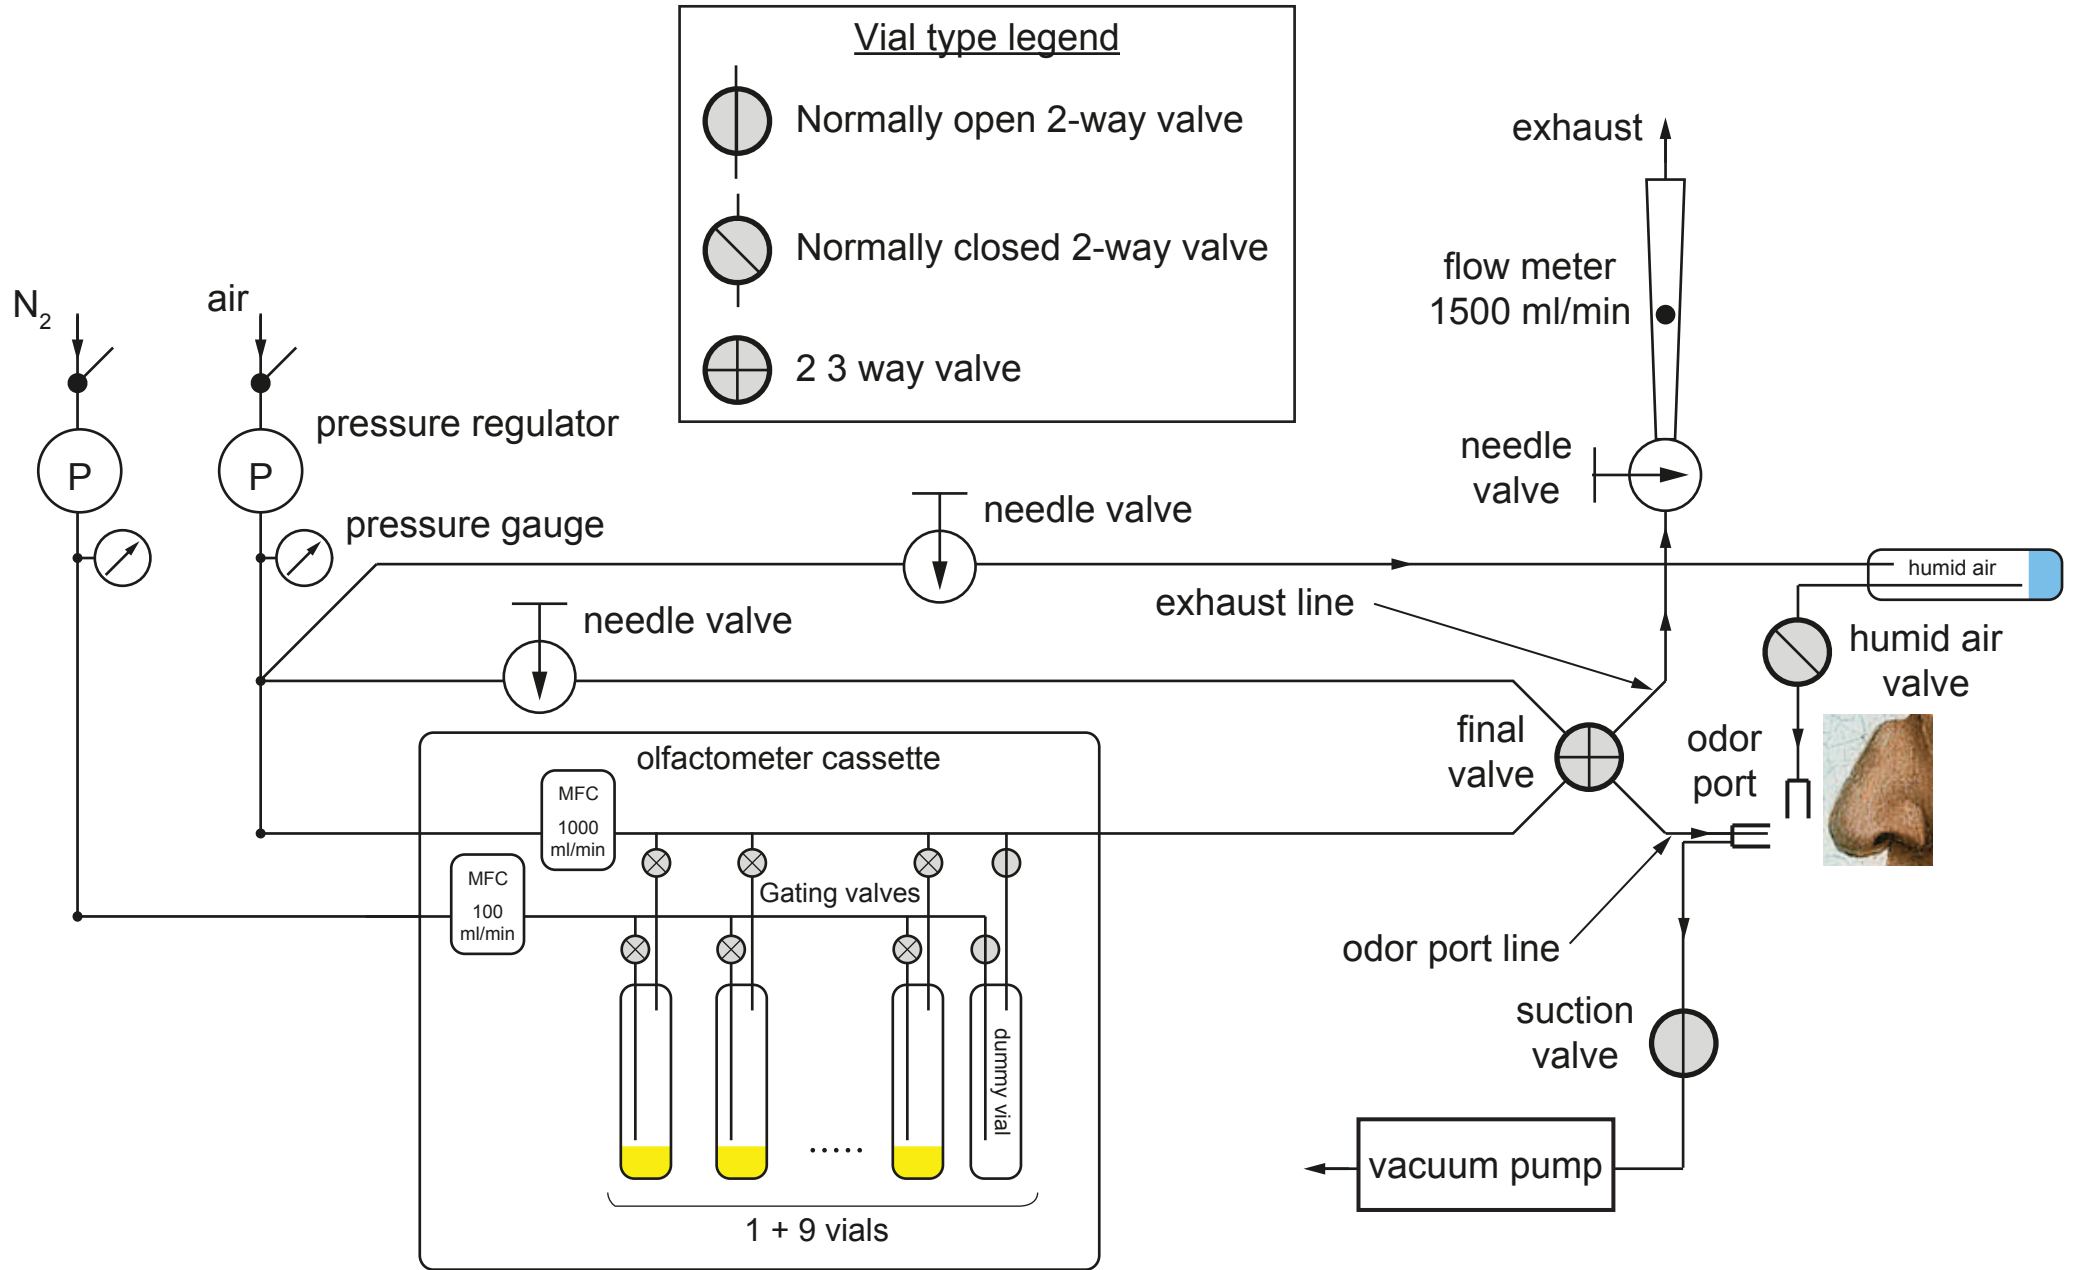 Vial type legend
Normally open 2-way valve
Normally closed 2-way valve
2 3 way valve
exhaust
flow meter
1500 ml/min
N2
air
pressure regulator
P
P
needle
valve
pressure gauge
needle valve
humid air
exhaust line
needle valve
humid air
valve
final
valve
odor
port
olfactometer cassette
MFC
1000
ml/min
MFC
100
ml/min
Gating valves
odor port line
suction
valve
dummy vial
.....
vacuum pump
1 + 9 vials